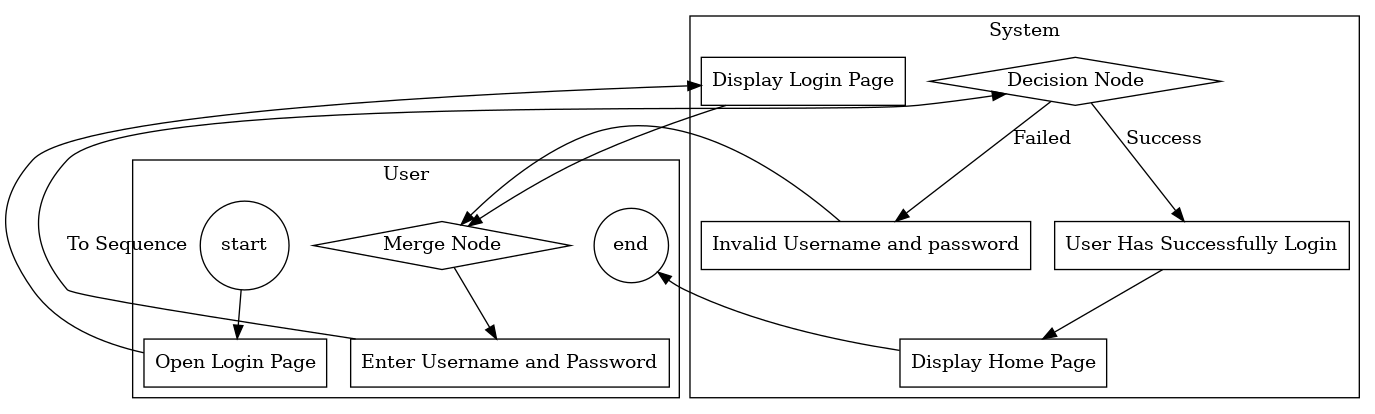 System
Display Login Page
Decision Node
Failed
Success
User
To Sequence
start
Merge Node
end
Invalid Username and password
User Has Successfully Login
Open Login Page
Enter Username and Password
Display Home Page